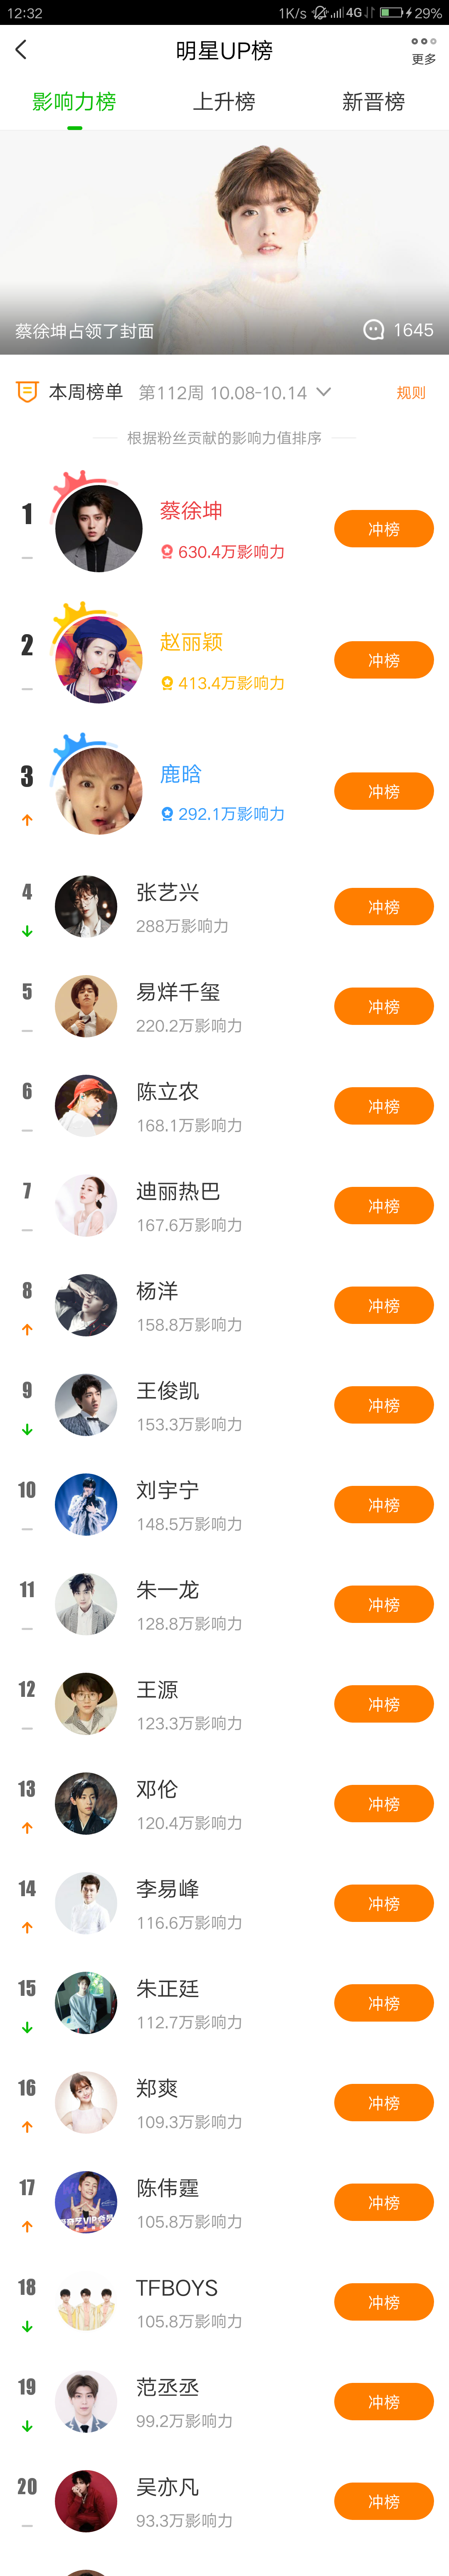 12:32
1K/s 4G 29%
明星UP榜
更多
影响力榜 上升榜 新晋榜
蔡徐坤占领了封面 1645
本周榜单 第112周 10.08-10.14 规则
根据粉丝贡献的影响力值排序
1
蔡徐坤
630.4万影响力
冲榜
2
赵丽颖
413.4万影响力
冲榜
3
鹿晗
292.1万影响力
冲榜
4
张艺兴
288万影响力
冲榜
5
易烊千玺
220.2万影响力
冲榜
6
陈立农
168.1万影响力
冲榜
7
迪丽热巴
167.6万影响力
冲榜
8
杨洋
158.8万影响力
冲榜
9
王俊凯
153.3万影响力
冲榜
10
刘宇宁
148.5万影响力
冲榜
11
朱一龙
128.8万影响力
冲榜
12
王源
123.3万影响力
冲榜
13
邓伦
120.4万影响力
冲榜
14
李易峰
116.6万影响力
冲榜
15
朱正廷
112.7万影响力
冲榜
16
郑爽
109.3万影响力
冲榜
17
陈伟霆
105.8万影响力
冲榜
18
TFBOYS
105.8万影响力
冲榜
19
范丞丞
99.2万影响力
冲榜
20
吴亦凡
93.3万影响力
冲榜